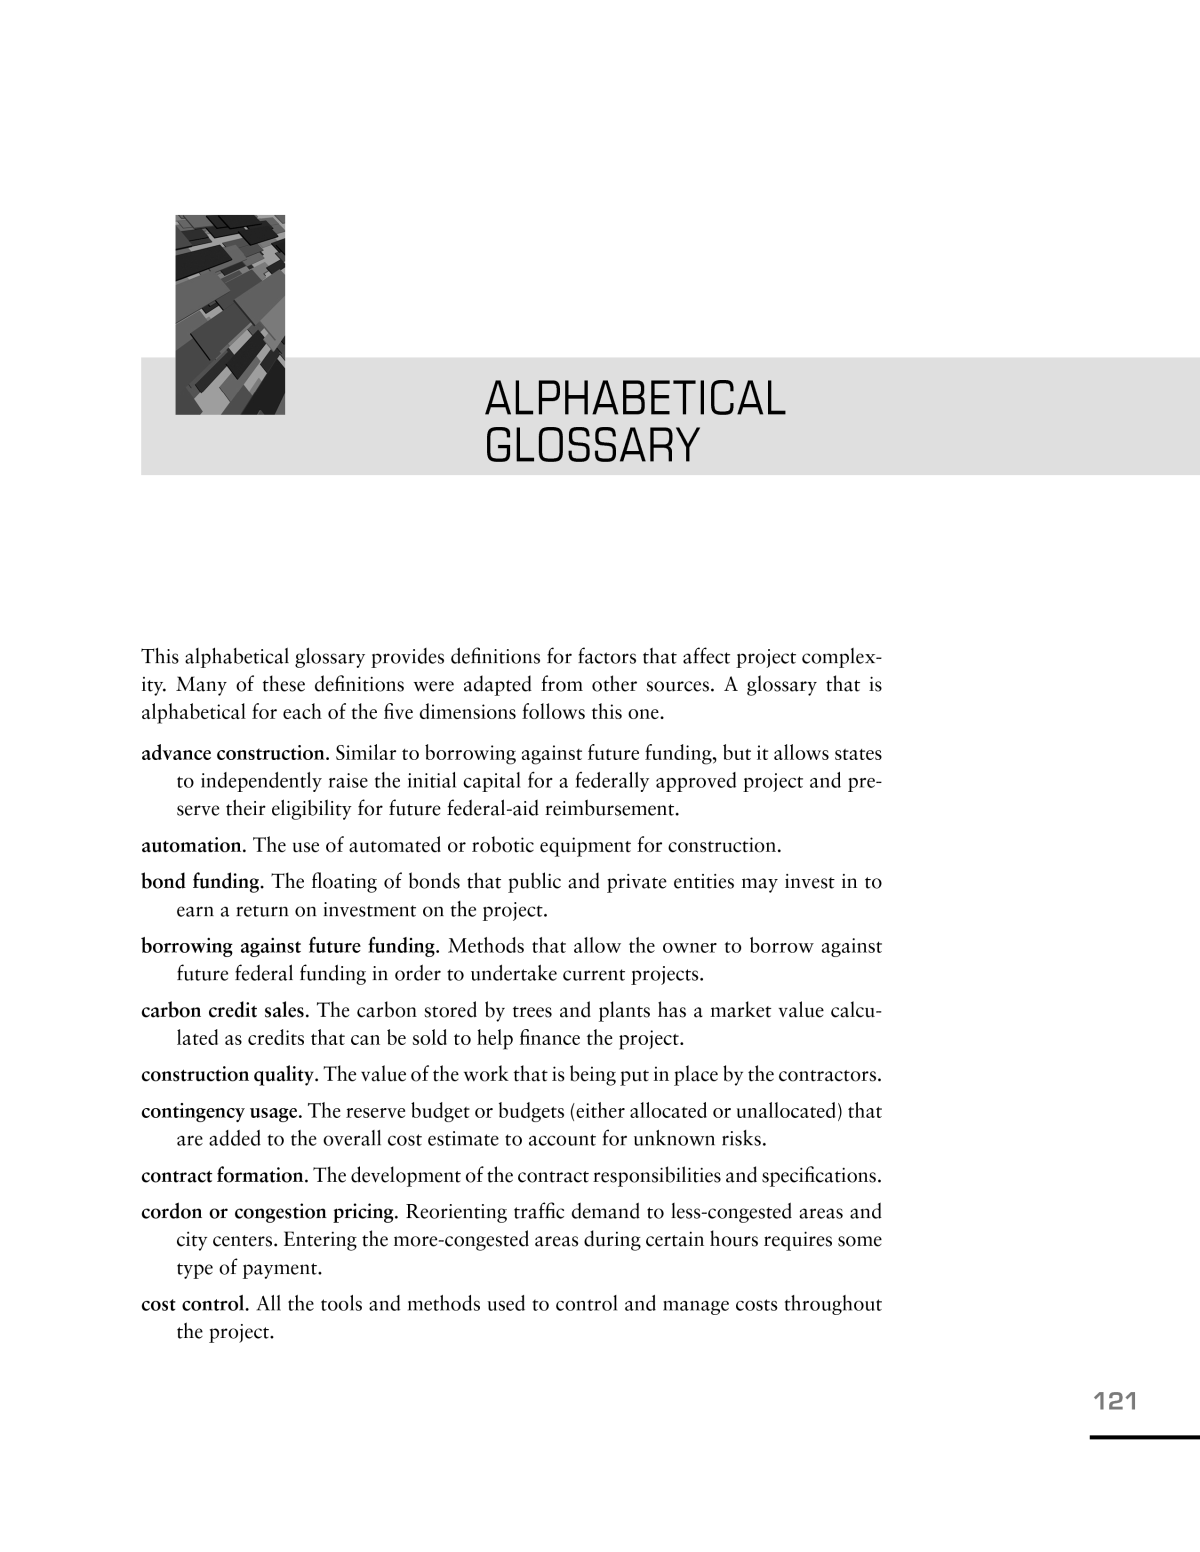 ALPHABETICAL
GLOSSARY
This alphabetical glossary provides definitions for factors that affect project complex-
ity. Many of these definitions were adapted from other sources. A glossary that is
alphabetical for each of the five dimensions follows this one.
advance construction. Similar to borrowing against future funding, but it allows states
to independently raise the initial capital for a federally approved project and pre-
serve their eligibility for future federal-aid reimbursement.
automation. The use of automated or robotic equipment for construction.
bond funding. The floating of bonds that public and private entities may invest in to
earn a return on investment on the project.
borrowing against future funding. Methods that allow the owner to borrow against
future federal funding in order to undertake current projects.
carbon credit sales. The carbon stored by trees and plants has a market value calcu-
lated as credits that can be sold to help finance the project.
construction quality. The value of the work that is being put in place by the contractors.
contingency usage. The reserve budget or budgets (either allocated or unallocated) that
are added to the overall cost estimate to account for unknown risks.
contract formation. The development of the contract responsibilities and specifications.
cordon or congestion pricing. Reorienting traffic demand to less-congested areas and
city centers. Entering the more-congested areas during certain hours requires some
type of payment.
cost control. All the tools and methods used to control and manage costs throughout
the project.
121